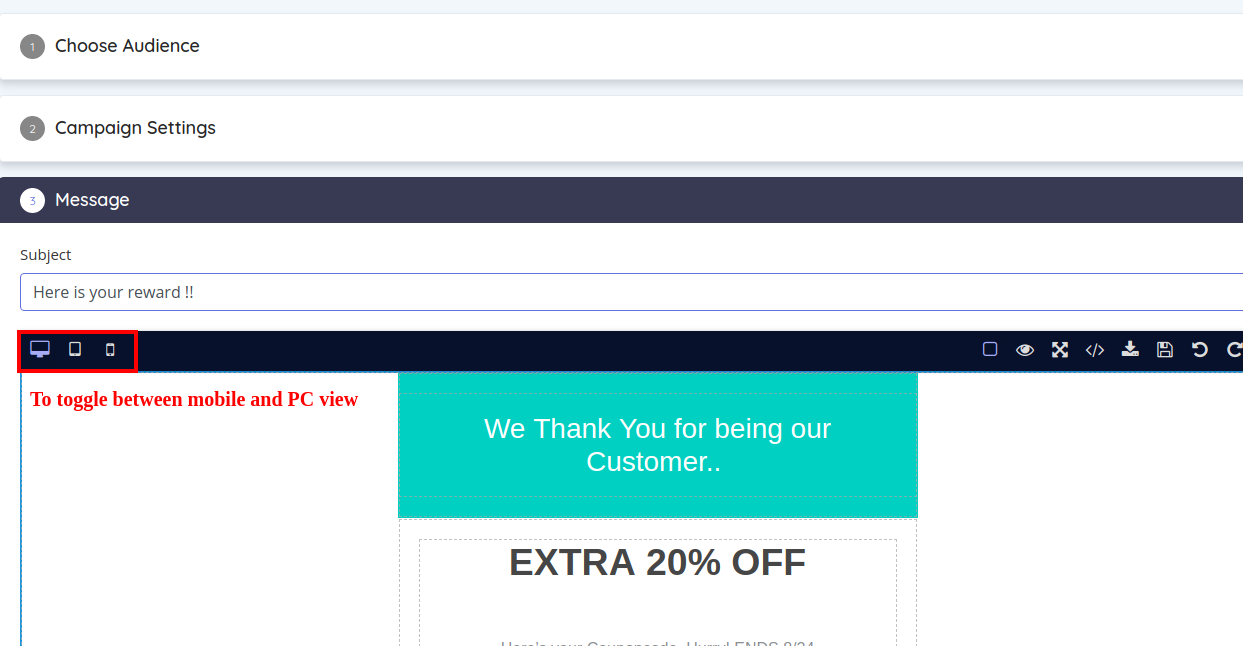 1 Choose Audience
2 Campaign Settings
3 Message
Subject
Here is your reward !!
To toggle between mobile and PC view
We Thank You for being our
Customer..
EXTRA 20% OFF